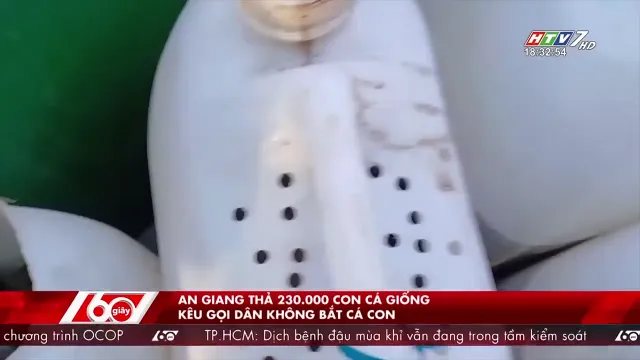 HTV7 HD
18:32:54
60 giây
AN GIANG THẢ 230.000 CON CÁ GIỐNG
KÊU GỌI DÂN KHÔNG BẮT CÁ CON
chương trình OCOP TP.HCM: Dịch bệnh đậu mùa khỉ vẫn đang trong tầm kiểm soát